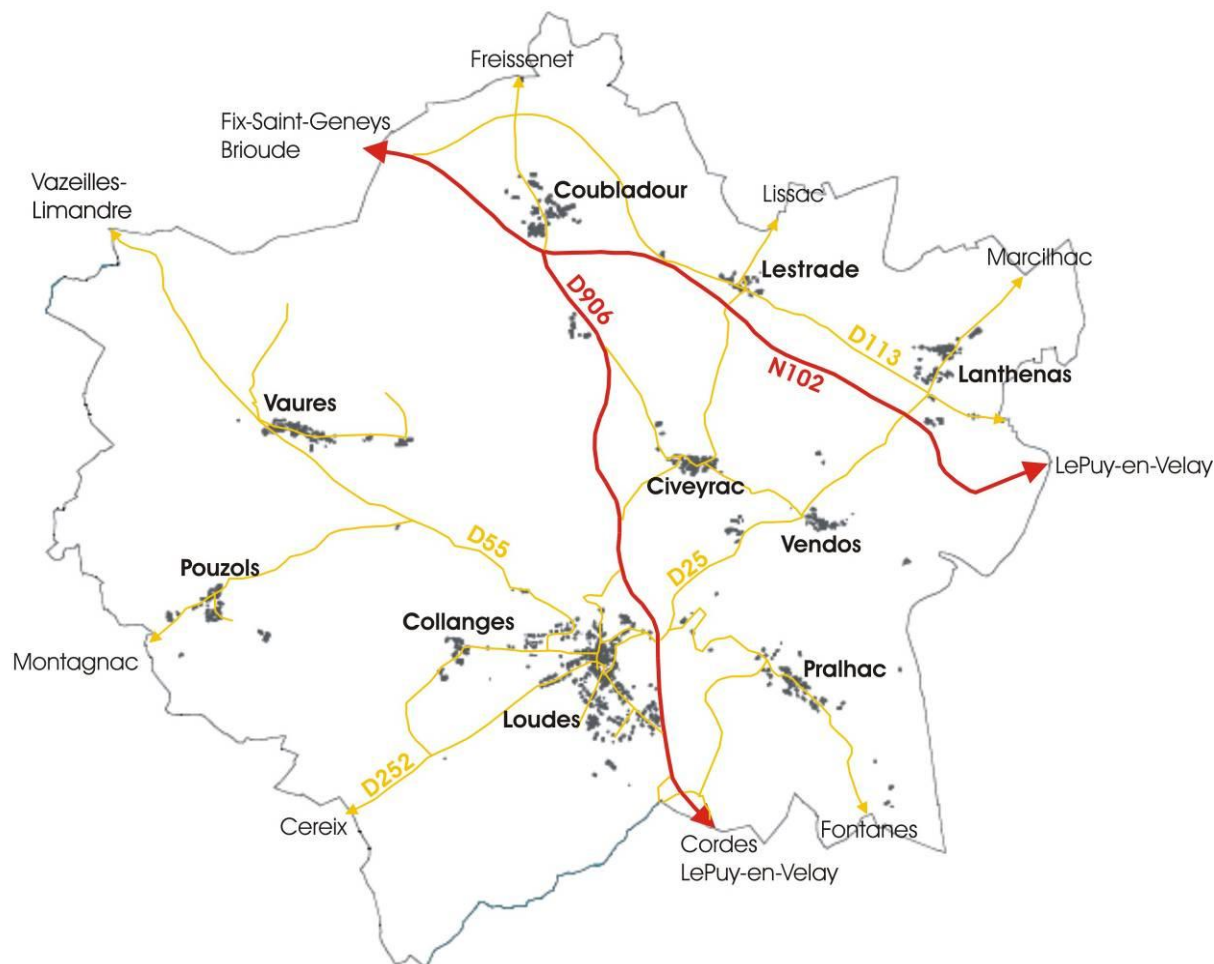 Freissenet
Fix-Saint-Geneys
Brioude
Vazeilles-
Limandre
Coubladour
Lissac
Lestrade
Marcilhac
D906
D113
N102
Lanthenas
Vaures
LePuy-en-Velay
Civeyrac
Vendos
D55
D25
Pouzols
Collanges
Montagnac
Pralhac
Loudes
D252
Cereix
Fontanes
Cordes
LePuy-en-Velay